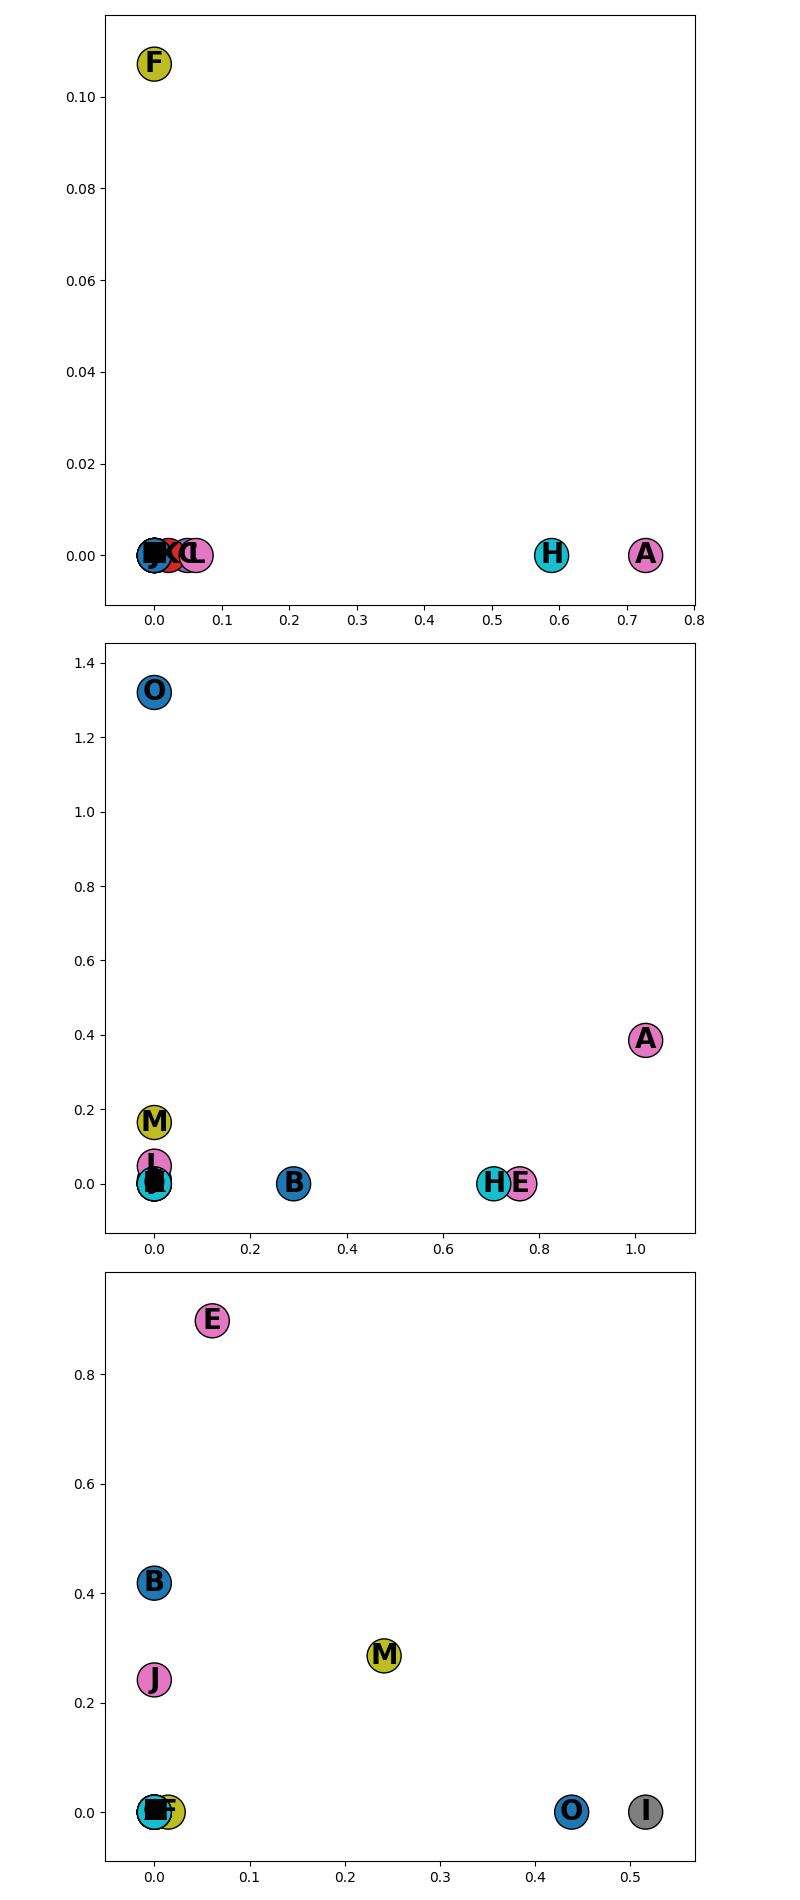 F
0.10
0.08
0.06
0.04
0.02
0.00
J K C L H A
0.0 0.1 0.2 0.3 0.4 0.5 0.6 0.7 0.8
1.4
O
1.2
1.0
0.8
0.6
0.4 A
0.2
M
L
0.0 B H E
0.0 0.2 0.4 0.6 0.8 1.0
E
0.8
0.6
B
0.4
M
J
0.2
0.0 F O I
0.0 0.1 0.2 0.3 0.4 0.5